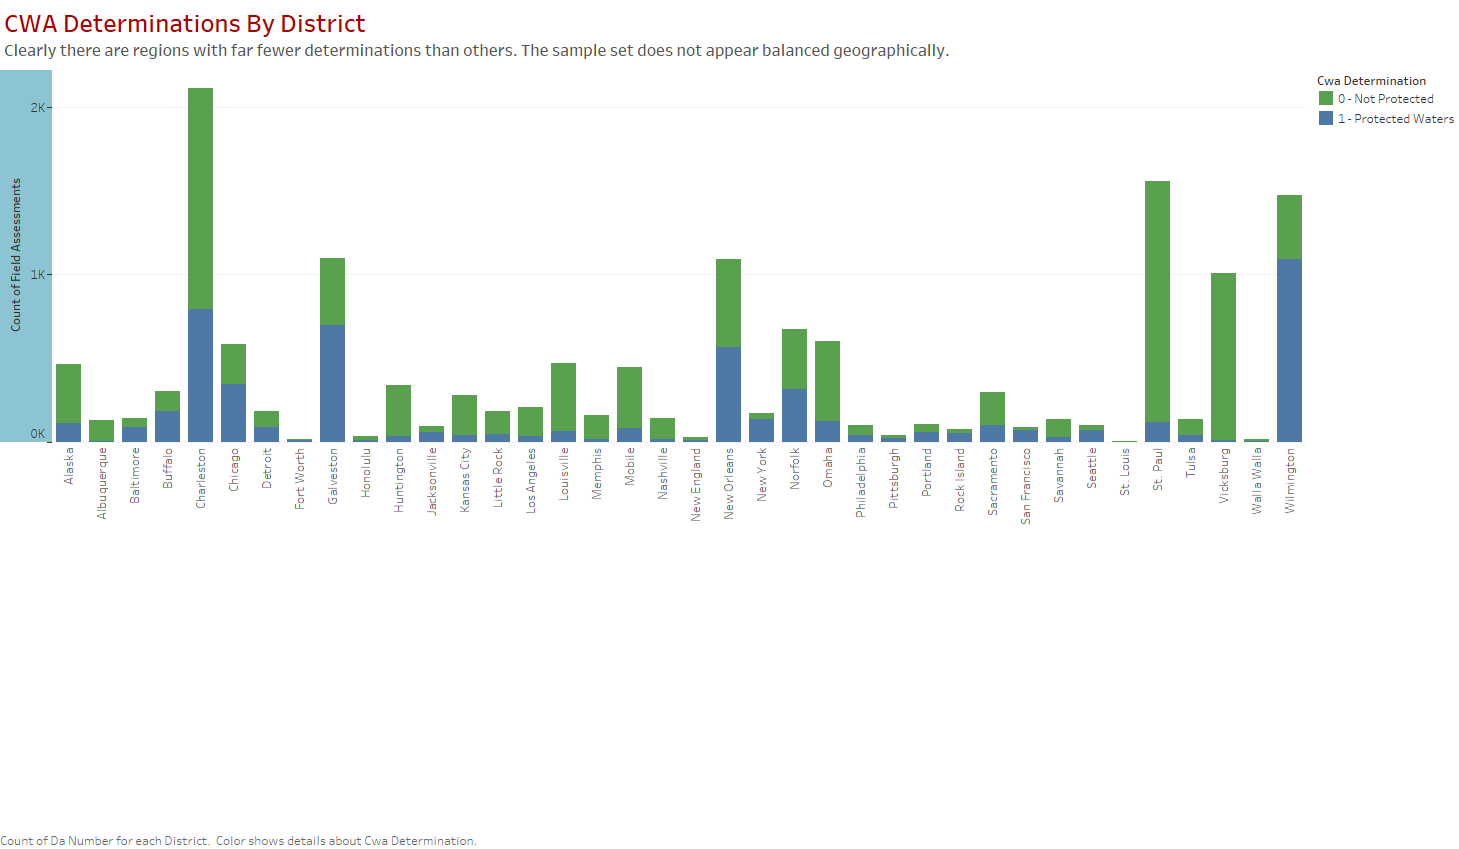 CWA Determinations By District
Clearly there are regions with far fewer determinations than others. The sample set does not appear balanced geographically.
Cwa Determination
0 - Not Protected
1 - Protected Waters
Count of Field Assessments
2K
1K
0K
Alaska
Albuquerque
Baltimore
Buffalo
Charleston
Chicago
Detroit
Fort Worth
Galveston
Honolulu
Huntington
Jacksonville
Kansas City
Little Rock
Los Angeles
Louisville
Memphis
Mobile
Nashville
New England
New Orleans
New York
Norfolk
Omaha
Philadelphia
Pittsburgh
Portland
Rock Island
Sacramento
San Francisco
Savannah
Seattle
St. Louis
St. Paul
Tulsa
Vicksburg
Walla Walla
Wilmington
Count of Da Number for each District. Color shows details about Cwa Determination.